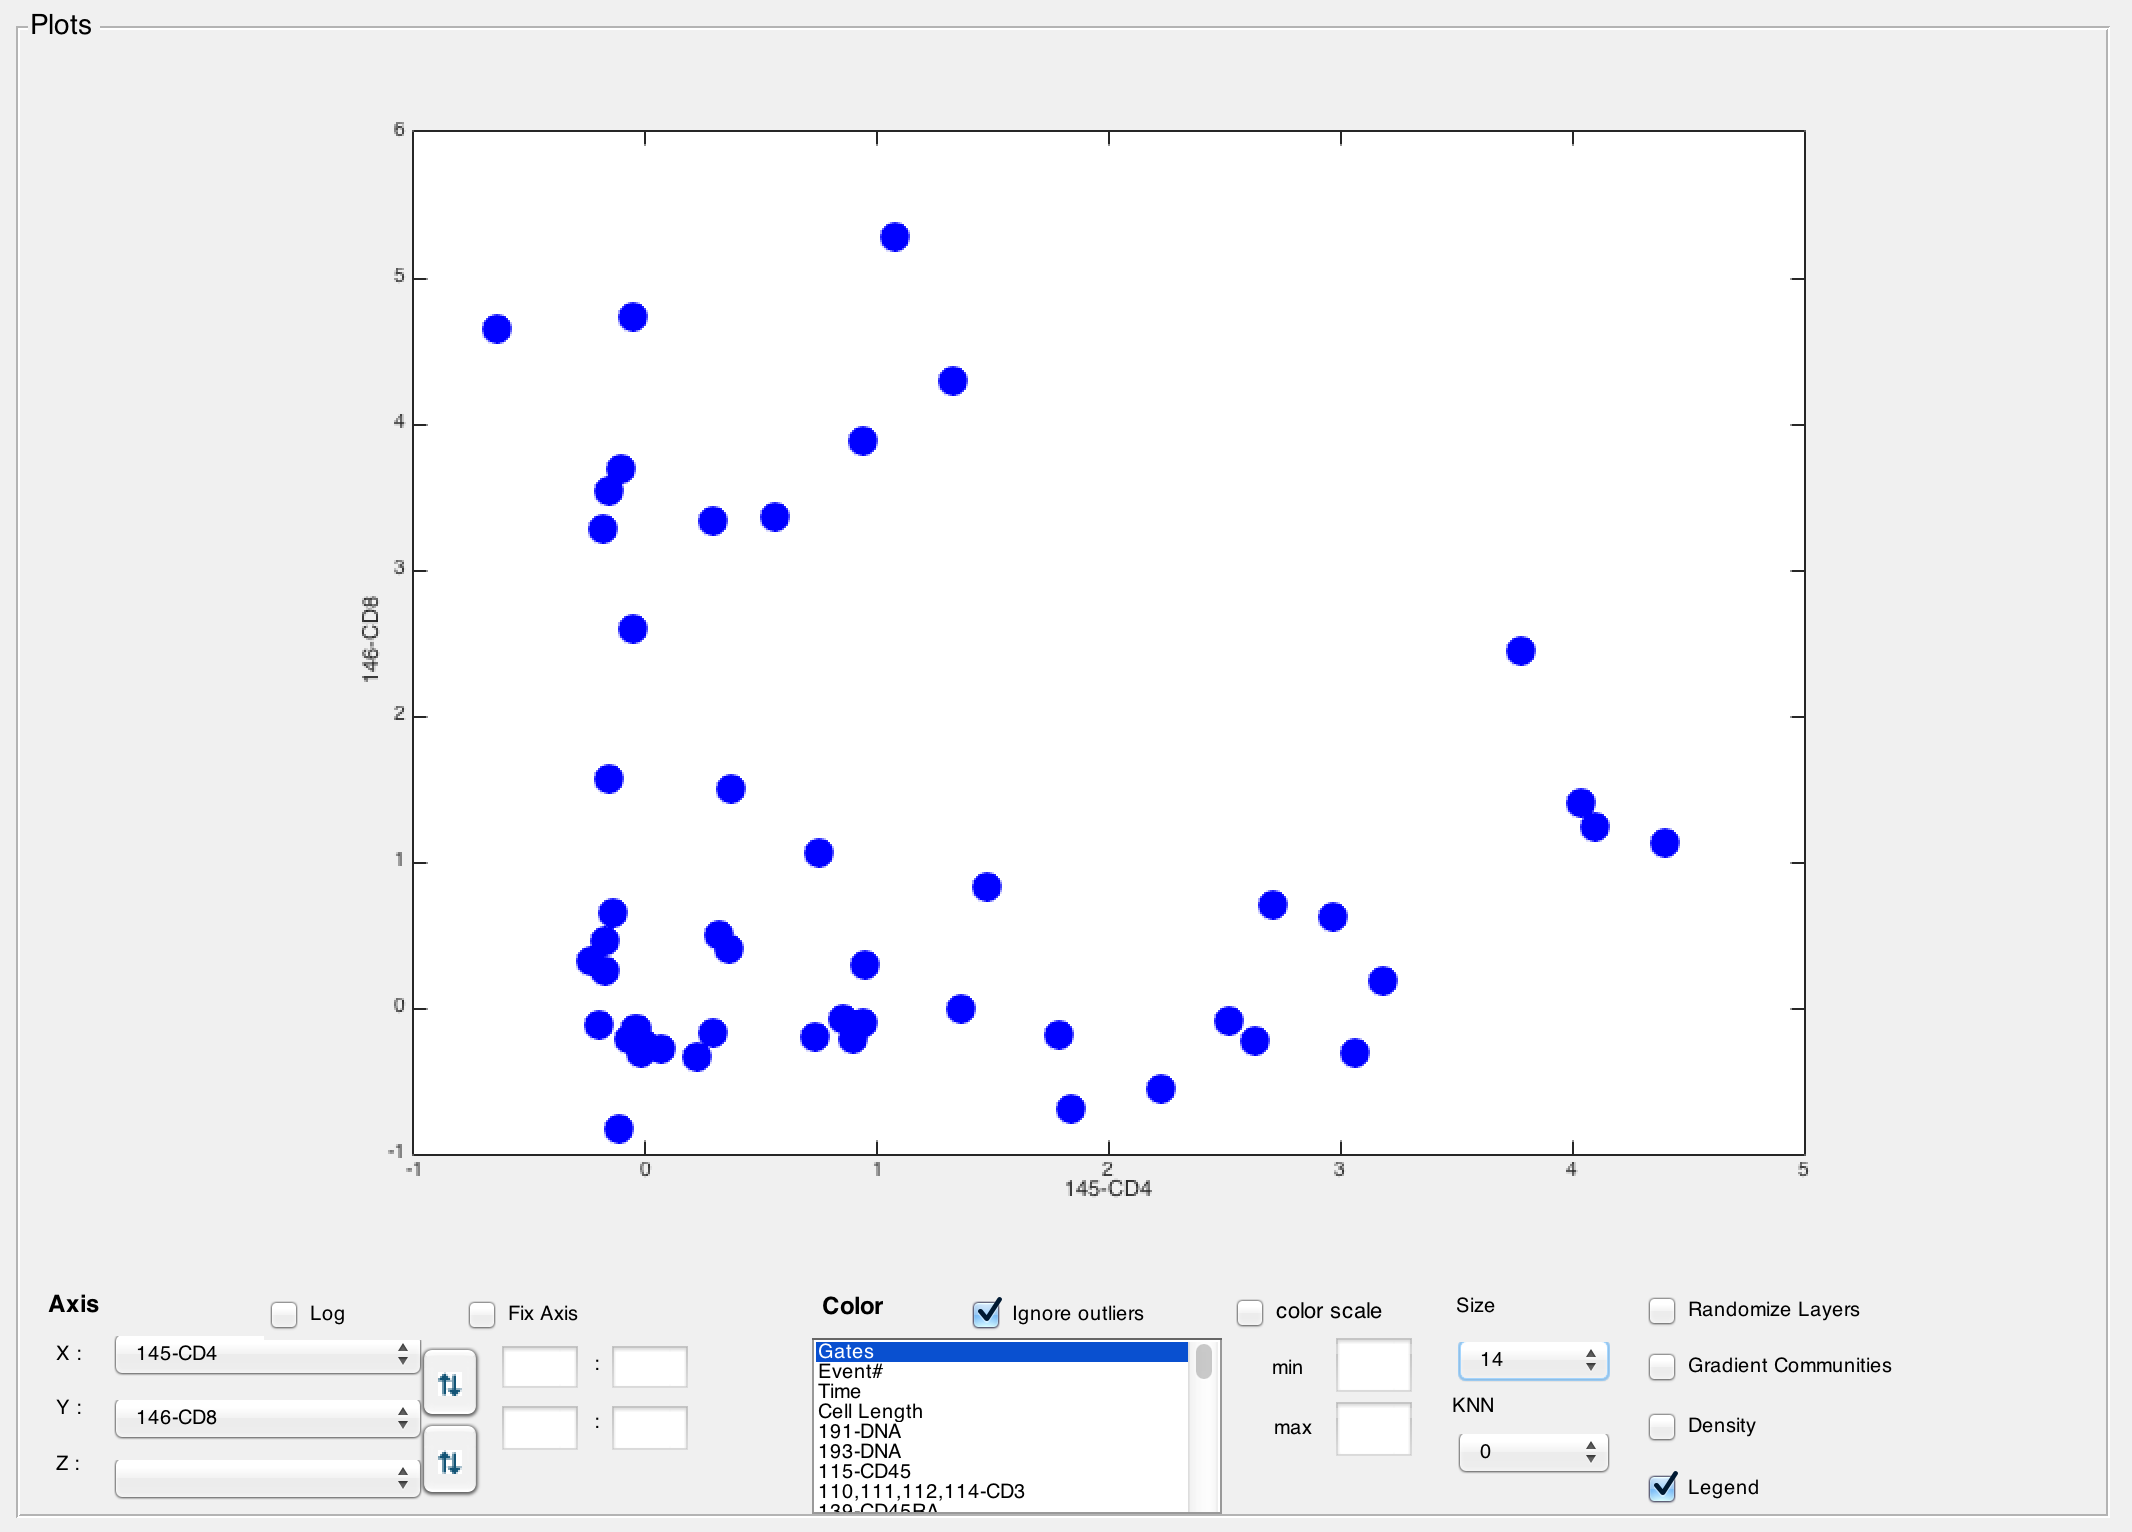 Plots
6
5
4
3
2
1
0
-1
146-CD8
-1 0 1 2 3 4 5
145-CD4
Axis
Log
Fix Axis
X :
145-CD4
:
Y :
146-CD8
:
Z :
Color
Ignore outliers
Gates
Event#
Time
Cell Length
191-DNA
193-DNA
115-CD45
110,111,112,114-CD3
139-CD45RA
color scale
min
max
Size
14
KNN
0
Randomize Layers
Gradient Communities
Density
Legend